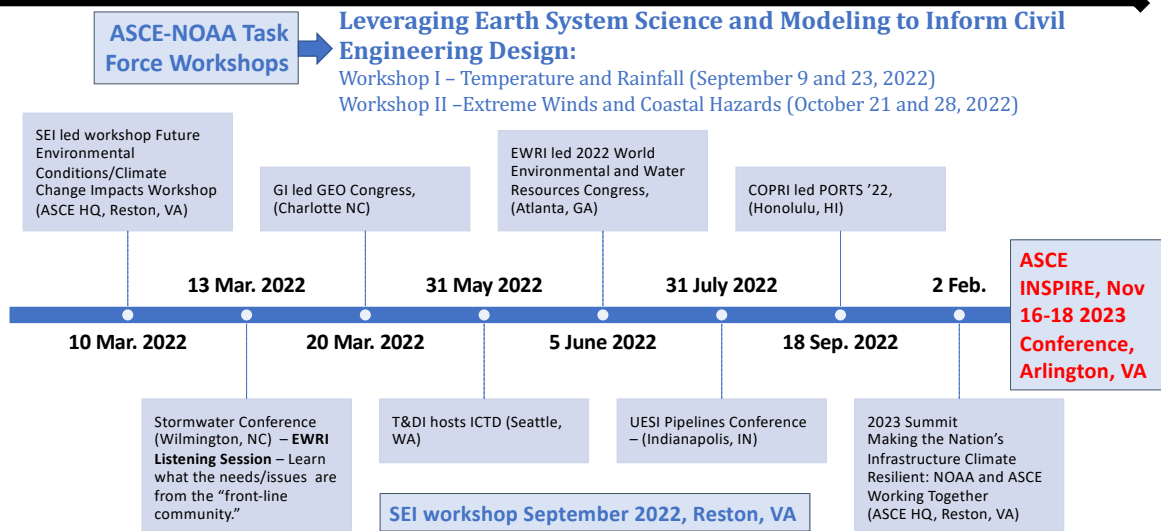 ASCE-NOAA Task
Force Workshops
Leveraging Earth System Science and Modeling to Inform Civil
Engineering Design:
Workshop I – Temperature and Rainfall (September 9 and 23, 2022)
Workshop II –Extreme Winds and Coastal Hazards (October 21 and 28, 2022)
SEI led workshop Future
Environmental
Conditions/Climate
Change Impacts Workshop
(ASCE HQ, Reston, VA)
GI led GEO Congress,
(Charlotte NC)
EWRI led 2022 World
Environmental and Water
Resources Congress,
(Atlanta, GA)
COPRI led PORTS ’22,
(Honolulu, HI)
13 Mar. 2022
31 May 2022
31 July 2022
2 Feb.
10 Mar. 2022
20 Mar. 2022
5 June 2022
18 Sep. 2022
ASCE
INSPIRE, Nov
16-18 2023
Conference,
Arlington, VA
Stormwater Conference
(Wilmington, NC) – EWRI
Listening Session – Learn
what the needs/issues are
from the “front-line
community.”
T&DI hosts ICTD (Seattle,
WA)
UESI Pipelines Conference
– (Indianapolis, IN)
2023 Summit
Making the Nation’s
Infrastructure Climate
Resilient: NOAA and ASCE
Working Together
(ASCE HQ, Reston, VA)
SEI workshop September 2022, Reston, VA